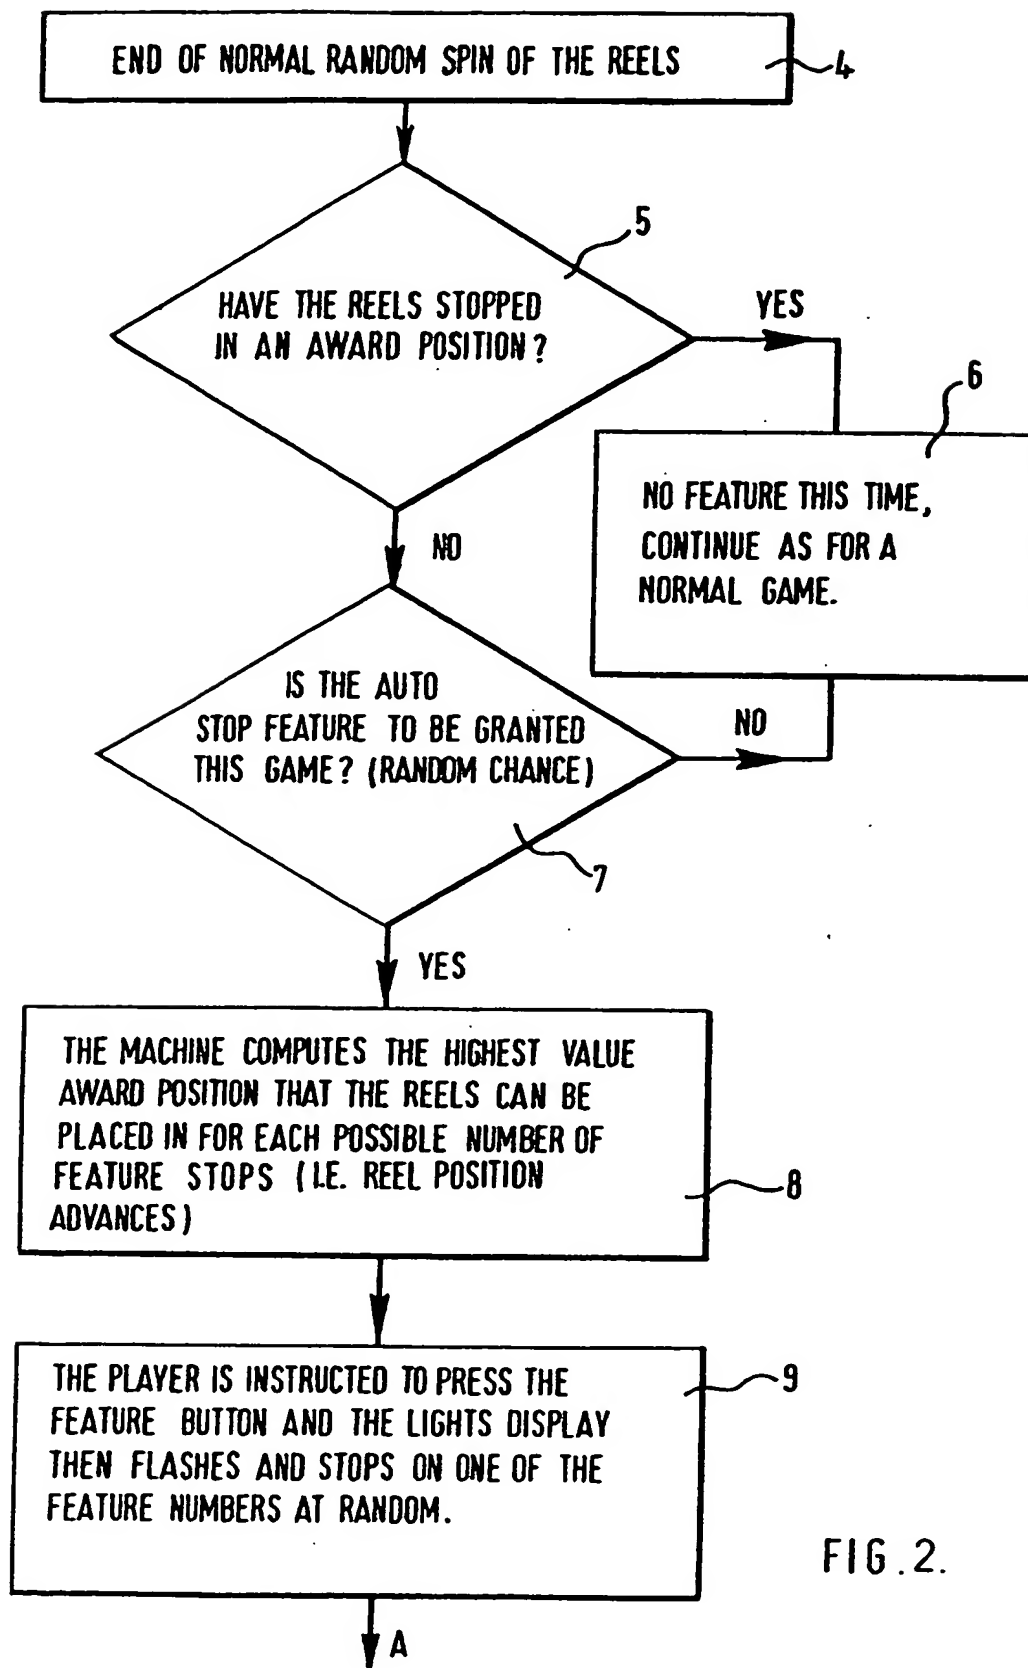 END OF NORMAL RANDOM SPIN OF THE REELS
4
5
HAVE THE REELS STOPPED
IN AN AWARD POSITION?
YES
6
NO FEATURE THIS TIME,
CONTINUE AS FOR A
NORMAL GAME.
NO
IS THE AUTO
STOP FEATURE TO BE GRANTED
THIS GAME? (RANDOM CHANCE)
NO
7
YES
THE MACHINE COMPUTES THE HIGHEST VALUE
AWARD POSITION THAT THE REELS CAN BE
PLACED IN FOR EACH POSSIBLE NUMBER OF
FEATURE STOPS (I.E. REEL POSITION
ADVANCES)
8
THE PLAYER IS INSTRUCTED TO PRESS THE
FEATURE BUTTON AND THE LIGHTS DISPLAY
THEN FLASHES AND STOPS ON ONE OF THE
FEATURE NUMBERS AT RANDOM.
9
FIG.2.
A